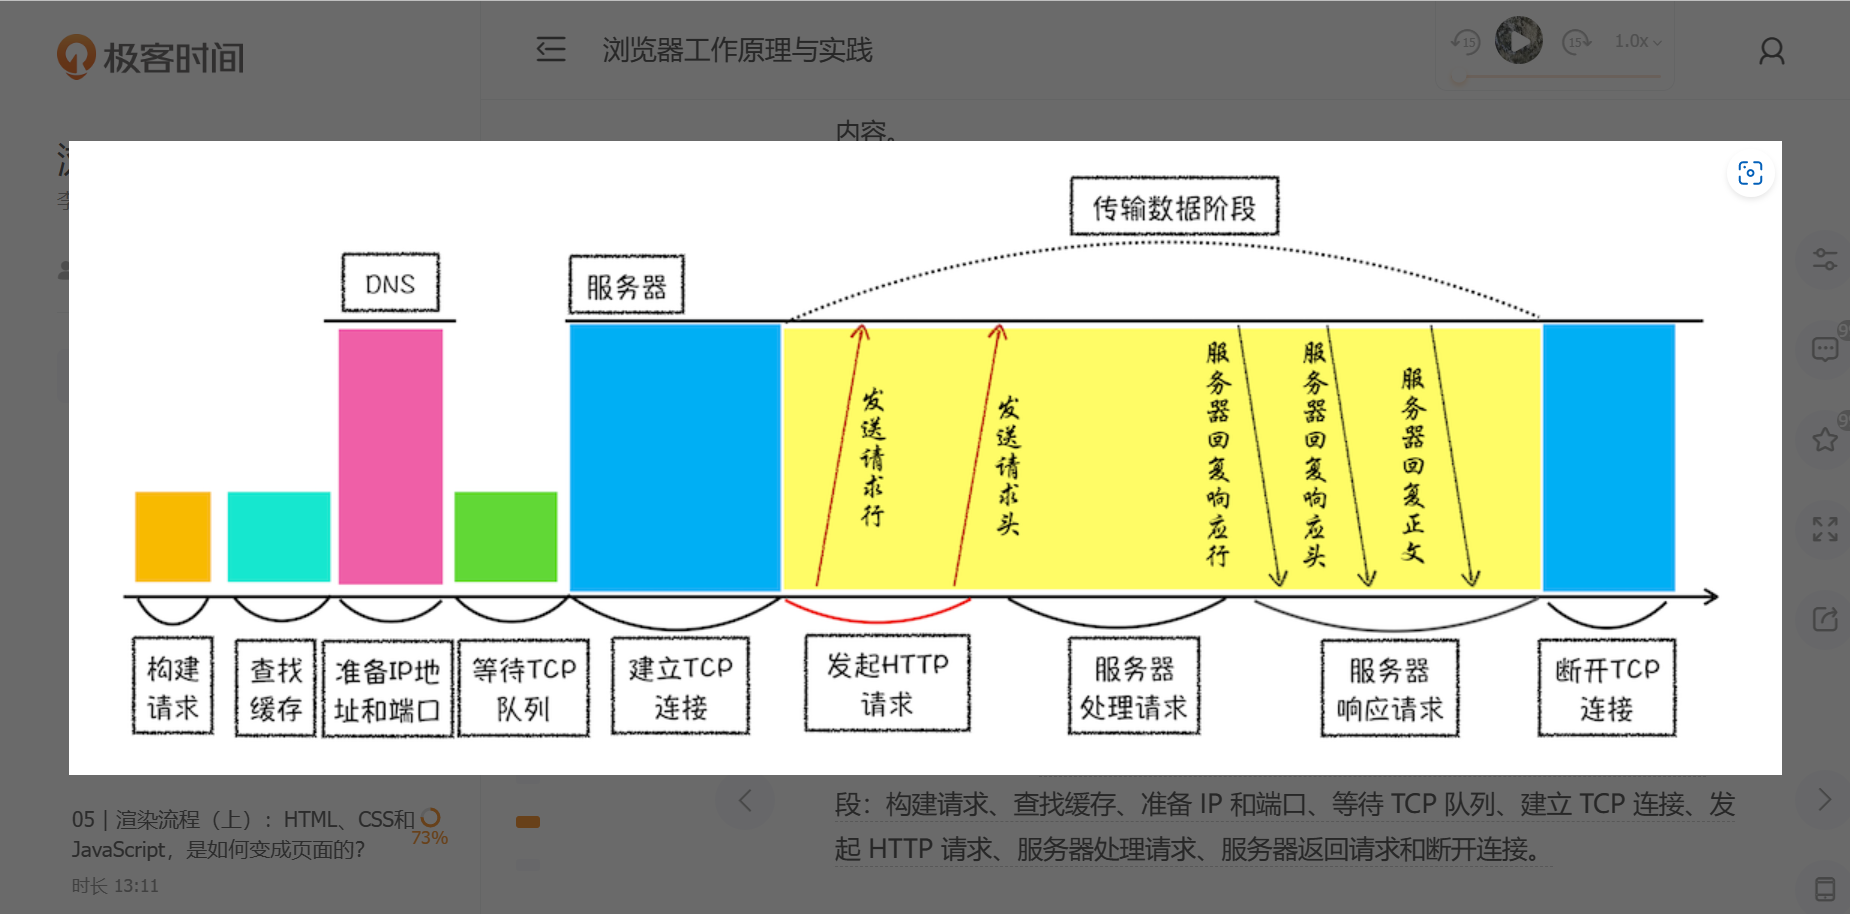 极客时间
浏览器工作原理与实践
15
15
1.0x
内容。
传输数据阶段
DNS
服务器
发送请求行
发送请求头
服务器回复响应行
服务器回复响应头
服务器回复正文
构建
请求
查找
缓存
准备IP地
址和端口
等待TCP
队列
建立TCP
连接
发起HTTP
请求
服务器
处理请求
服务器
响应请求
断开TCP
连接
05 | 渲染流程（上）：HTML、CSS和
JavaScript，是如何变成页面的？
73%
时长 13:11
段：构建请求、查找缓存、准备 IP 和端口、等待 TCP 队列、建立 TCP 连接、发
起 HTTP 请求、服务器处理请求、服务器返回请求和断开连接。